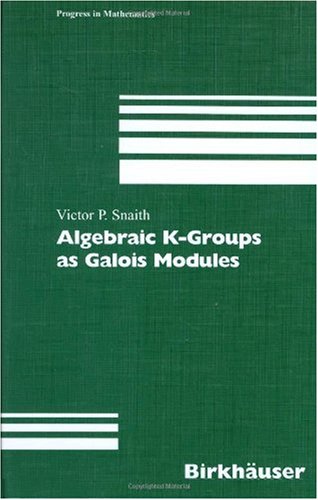 Progress in Mathematics
Victor P. Snaith
Algebraic K-Groups
as Galois Modules
Birkhäuser